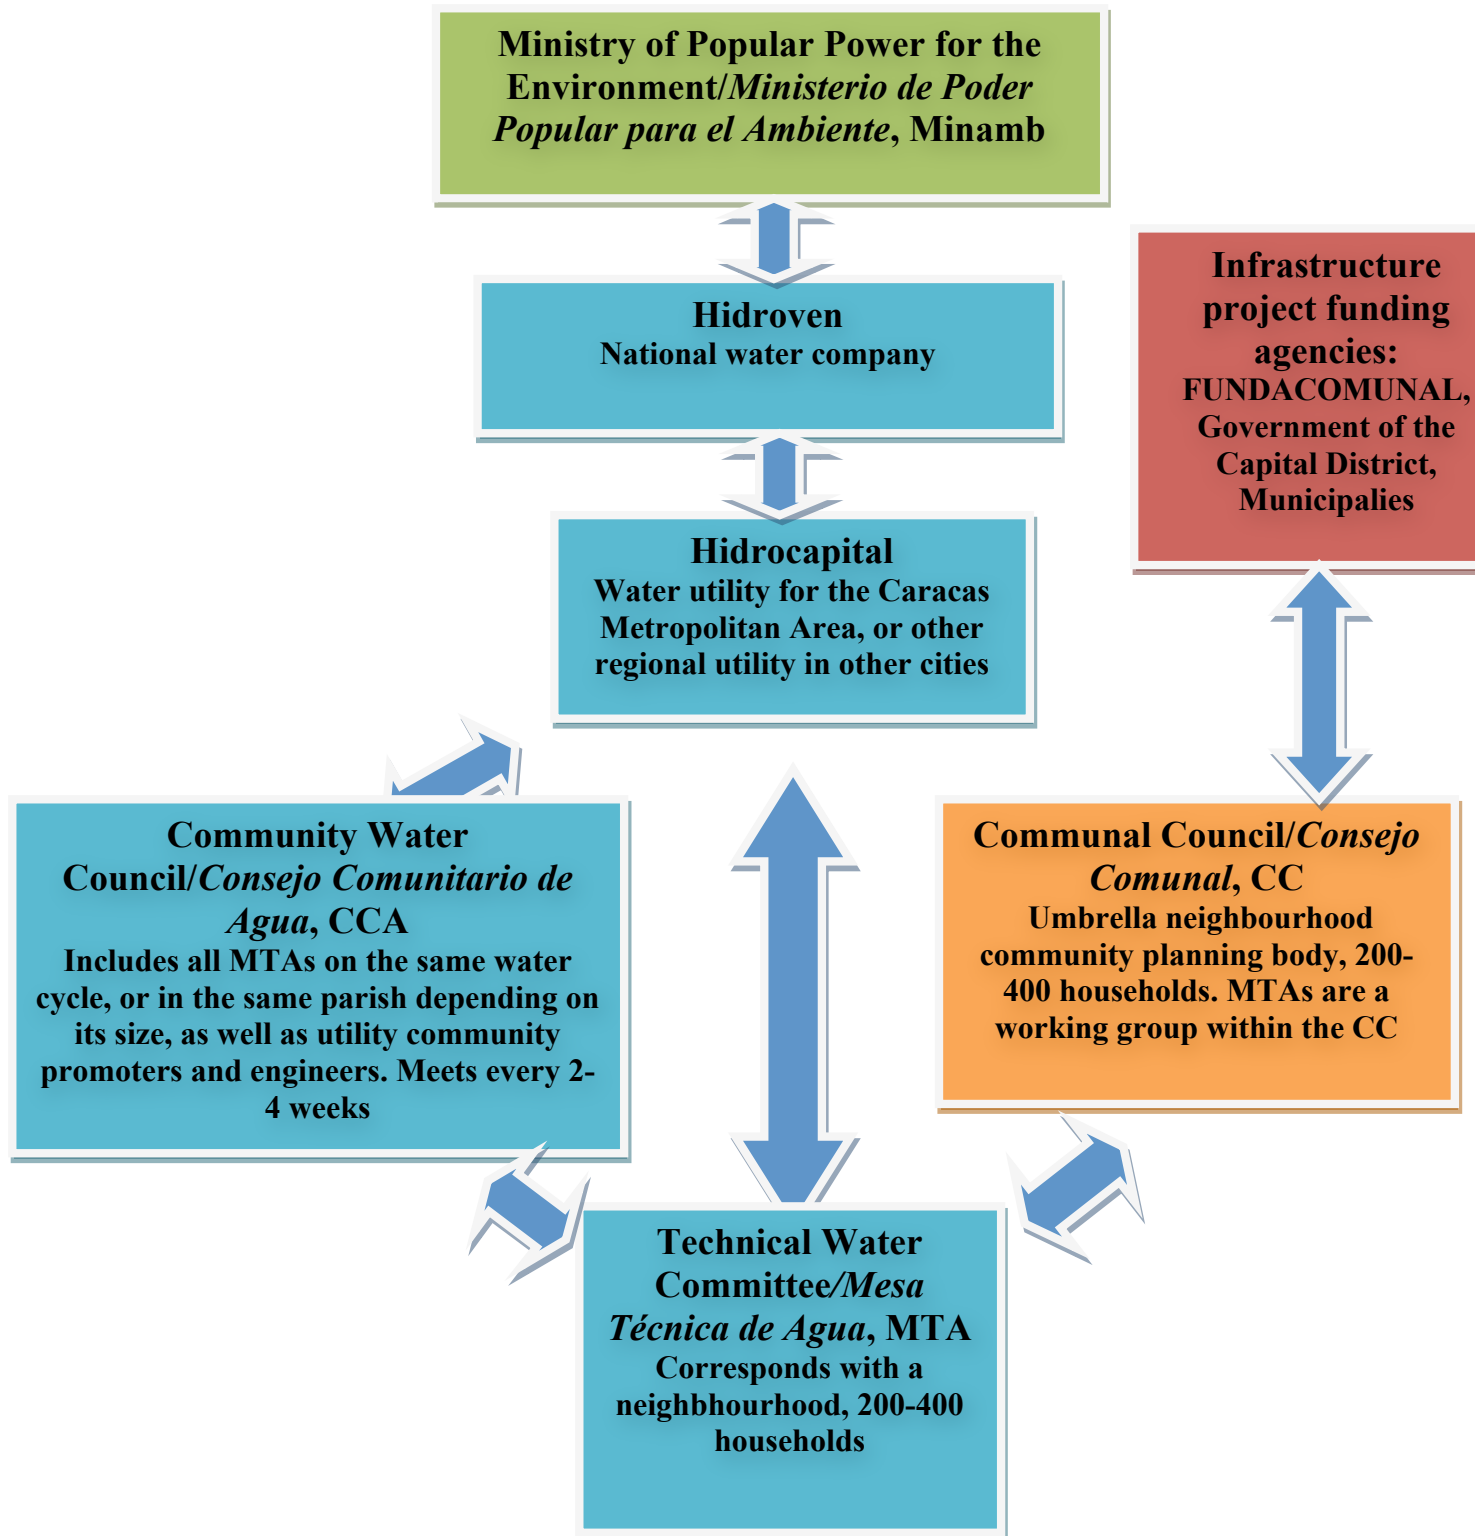 Ministry of Popular Power for the
Environment/Ministerio de Poder
Popular para el Ambiente, Minamb
Hidroven
National water company
Infrastructure
project funding
agencies:
FUNDACOMUNAL,
Government of the
Capital District,
Municipalies
Hidrocapital
Water utility for the Caracas
Metropolitan Area, or other
regional utility in other cities
Community Water
Council/Consejo Comunitario de
Agua, CCA
Includes all MTAs on the same water
cycle, or in the same parish depending on
its size, as well as utility community
promoters and engineers. Meets every 2-
4 weeks
Communal Council/Consejo
Comunal, CC
Umbrella neighbourhood
community planning body, 200-
400 households. MTAs are a
working group within the CC
Technical Water
Committee/Mesa
Técnica de Agua, MTA
Corresponds with a
neighbhourhood, 200-400
households